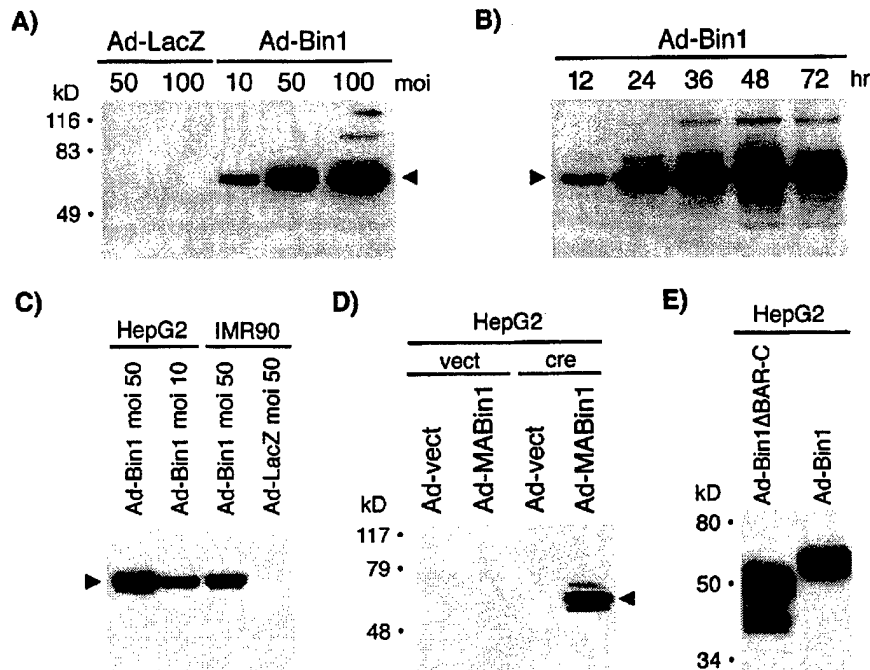 A)
Ad-LacZ Ad-Bin1
50 100 10 50 100 moi
kD
116
83
49
B)
Ad-Bin1
12 24 36 48 72 hr
C)
HepG2 IMR90
Ad-Bin1 moi 50
Ad-Bin1 moi 10
Ad-Bin1 moi 50
Ad-LacZ moi 50
D)
HepG2
vect cre
Ad-vect
Ad-MABin1
Ad-vect
Ad-MABin1
kD
117
79
48
E)
HepG2
Ad-Bin1ΔBAR-C
Ad-Bin1
kD
80
50
34